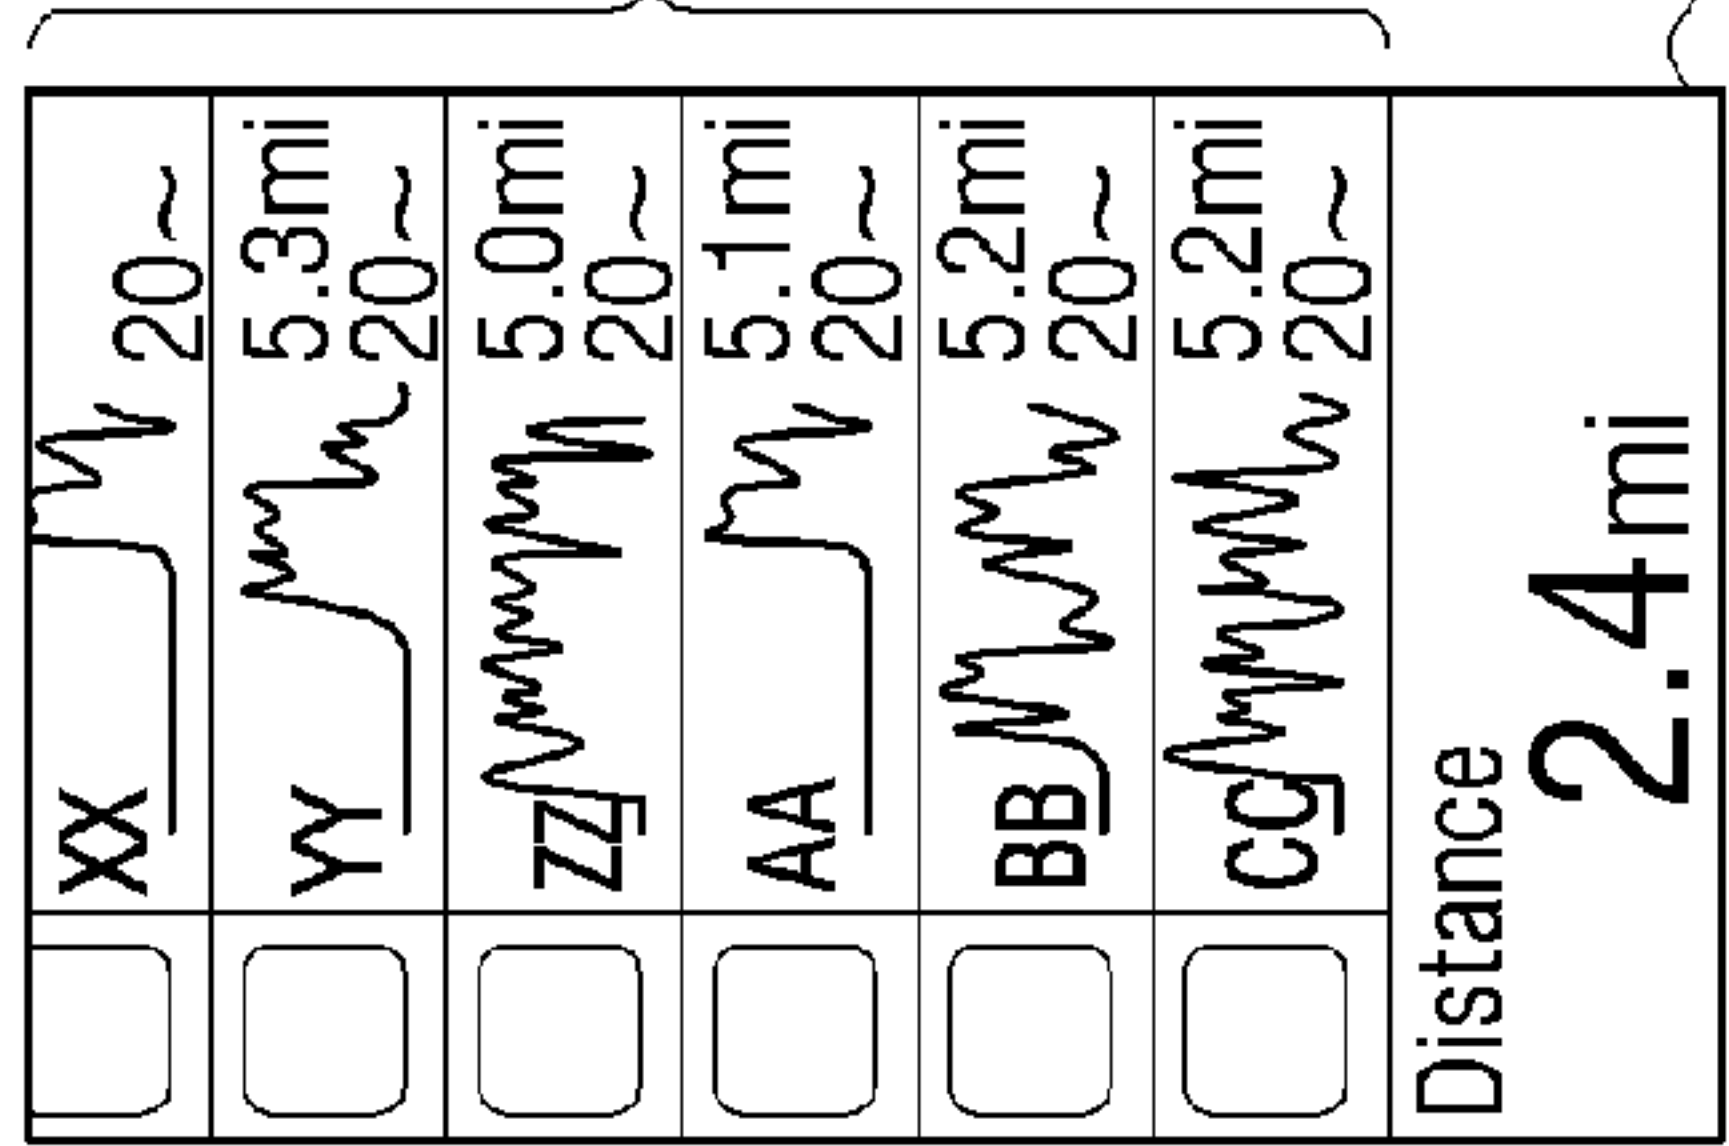 XX
20~
YY 5.3mi
20~
ZZ 5.0mi
20~
AA 5.1mi
20~
BB 5.2mi
20~
CC 5.2mi
20~
Distance
2.4mi